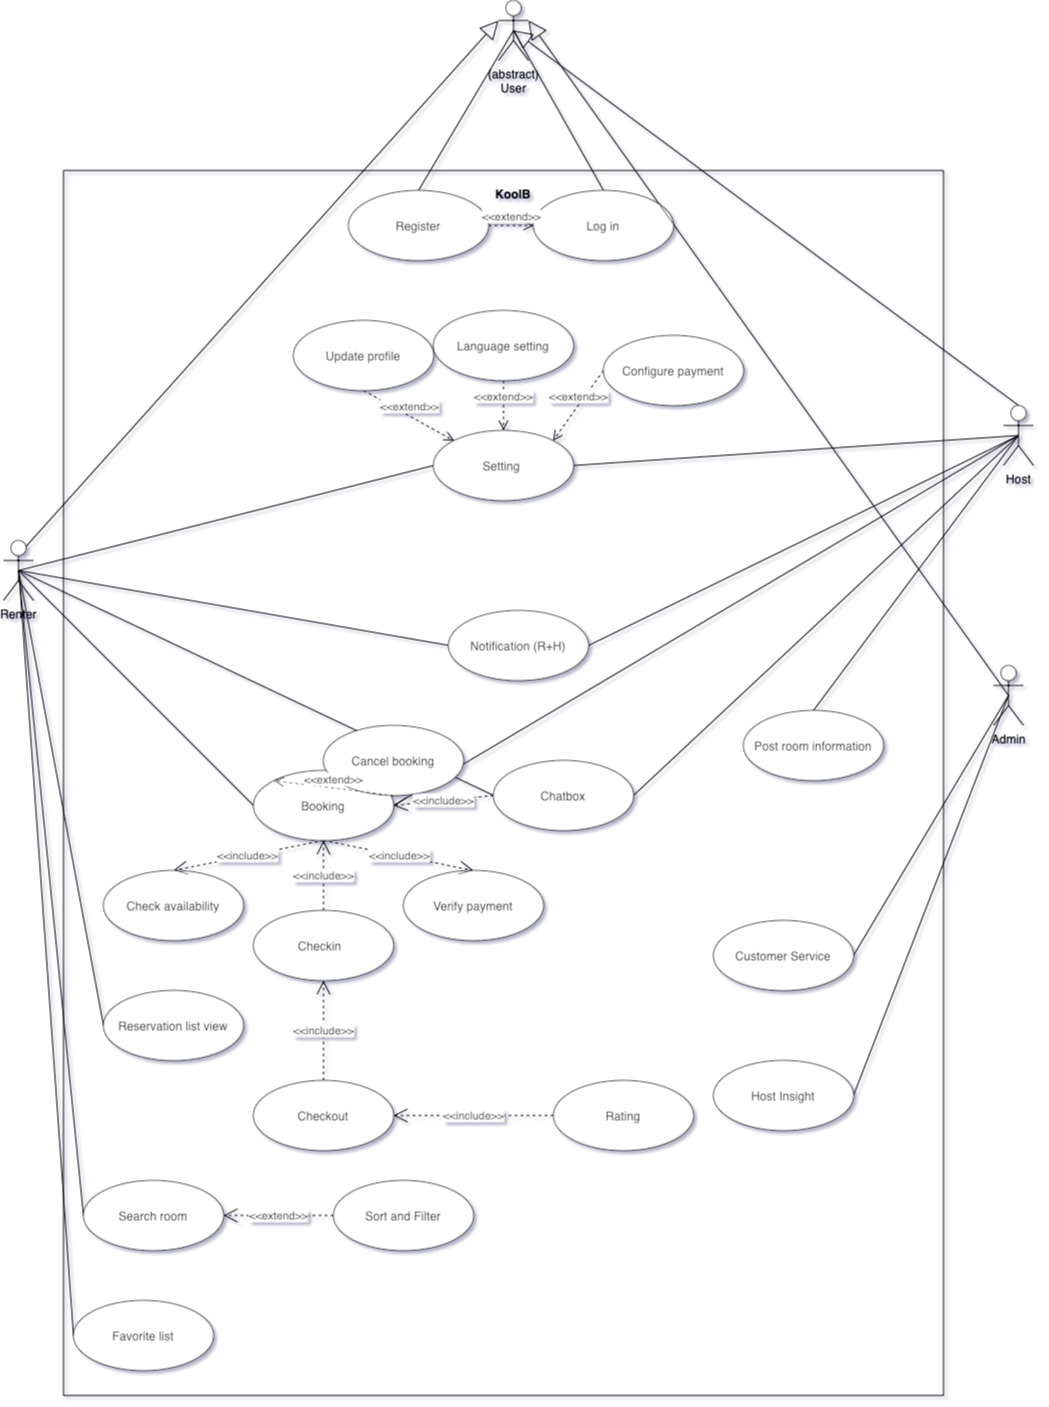 (abstract)
User
KoolB
Register
<<extend>>
Log in
Update profile
Language setting
Configure payment
<<extend>>
<<extend>>
<<extend>>
Setting
Host
Renter
Notification (R+H)
Admin
Post room information
Cancel booking
<<extend>>
Booking
<<include>>
Chatbox
<<include>>
<<include>>
<<include>>
Check availability
Verify payment
Checkin
Customer Service
Reservation list view
<<include>>
Host Insight
Checkout
<<include>>
Rating
Search room
<<extend>>
Sort and Filter
Favorite list